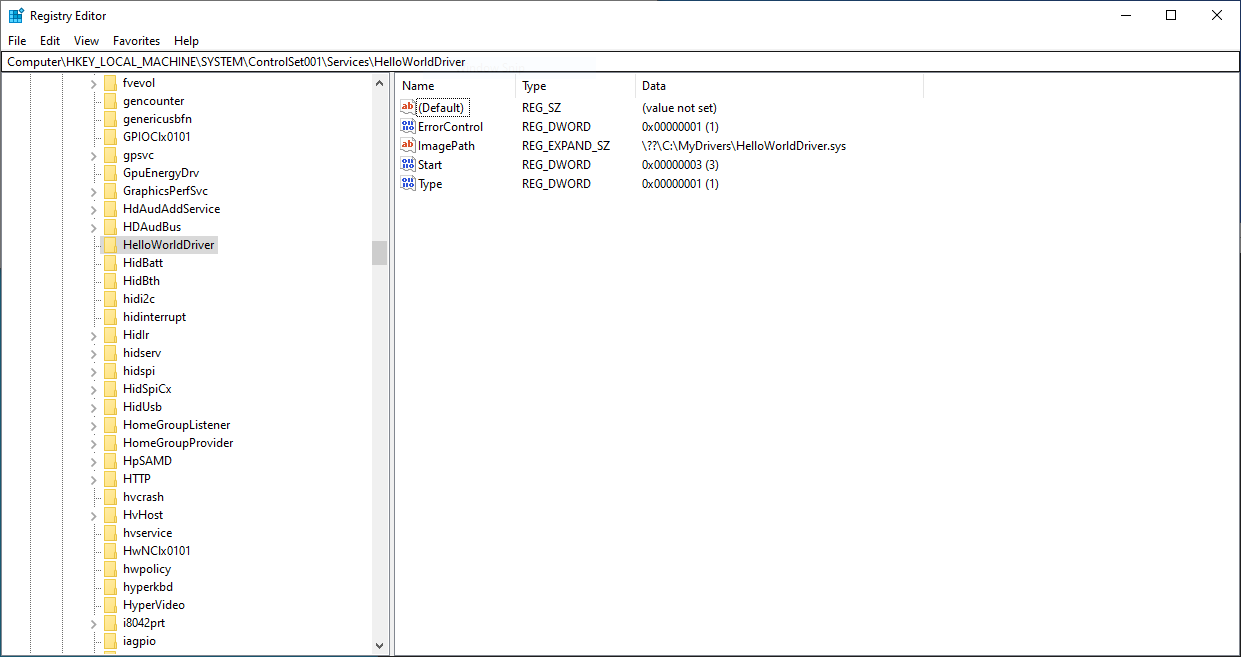 Registry Editor
File Edit View Favorites Help
Computer\HKEY_LOCAL_MACHINE\SYSTEM\ControlSet001\Services\HelloWorldDriver
fvevol
gencounter
genericusbfn
GPIOClx0101
gpsvc
GpuEnergyDrv
GraphicsPerfSvc
HdAudAddService
HDAudBus
HelloWorldDriver
HidBatt
HidBth
hidi2c
hidinterrupt
HidIr
hidserv
hidspi
HidSpiCx
HidUsb
HomeGroupListener
HomeGroupProvider
HpSAMD
HTTP
hvcrash
HvHost
hvservice
HwNClx0101
hwpolicy
hyperkbd
HyperVideo
i8042prt
iagpio
Name Type Data
(Default) REG_SZ (value not set)
ErrorControl REG_DWORD 0x00000001 (1)
ImagePath REG_EXPAND_SZ \??\C:\MyDrivers\HelloWorldDriver.sys
Start REG_DWORD 0x00000003 (3)
Type REG_DWORD 0x00000001 (1)